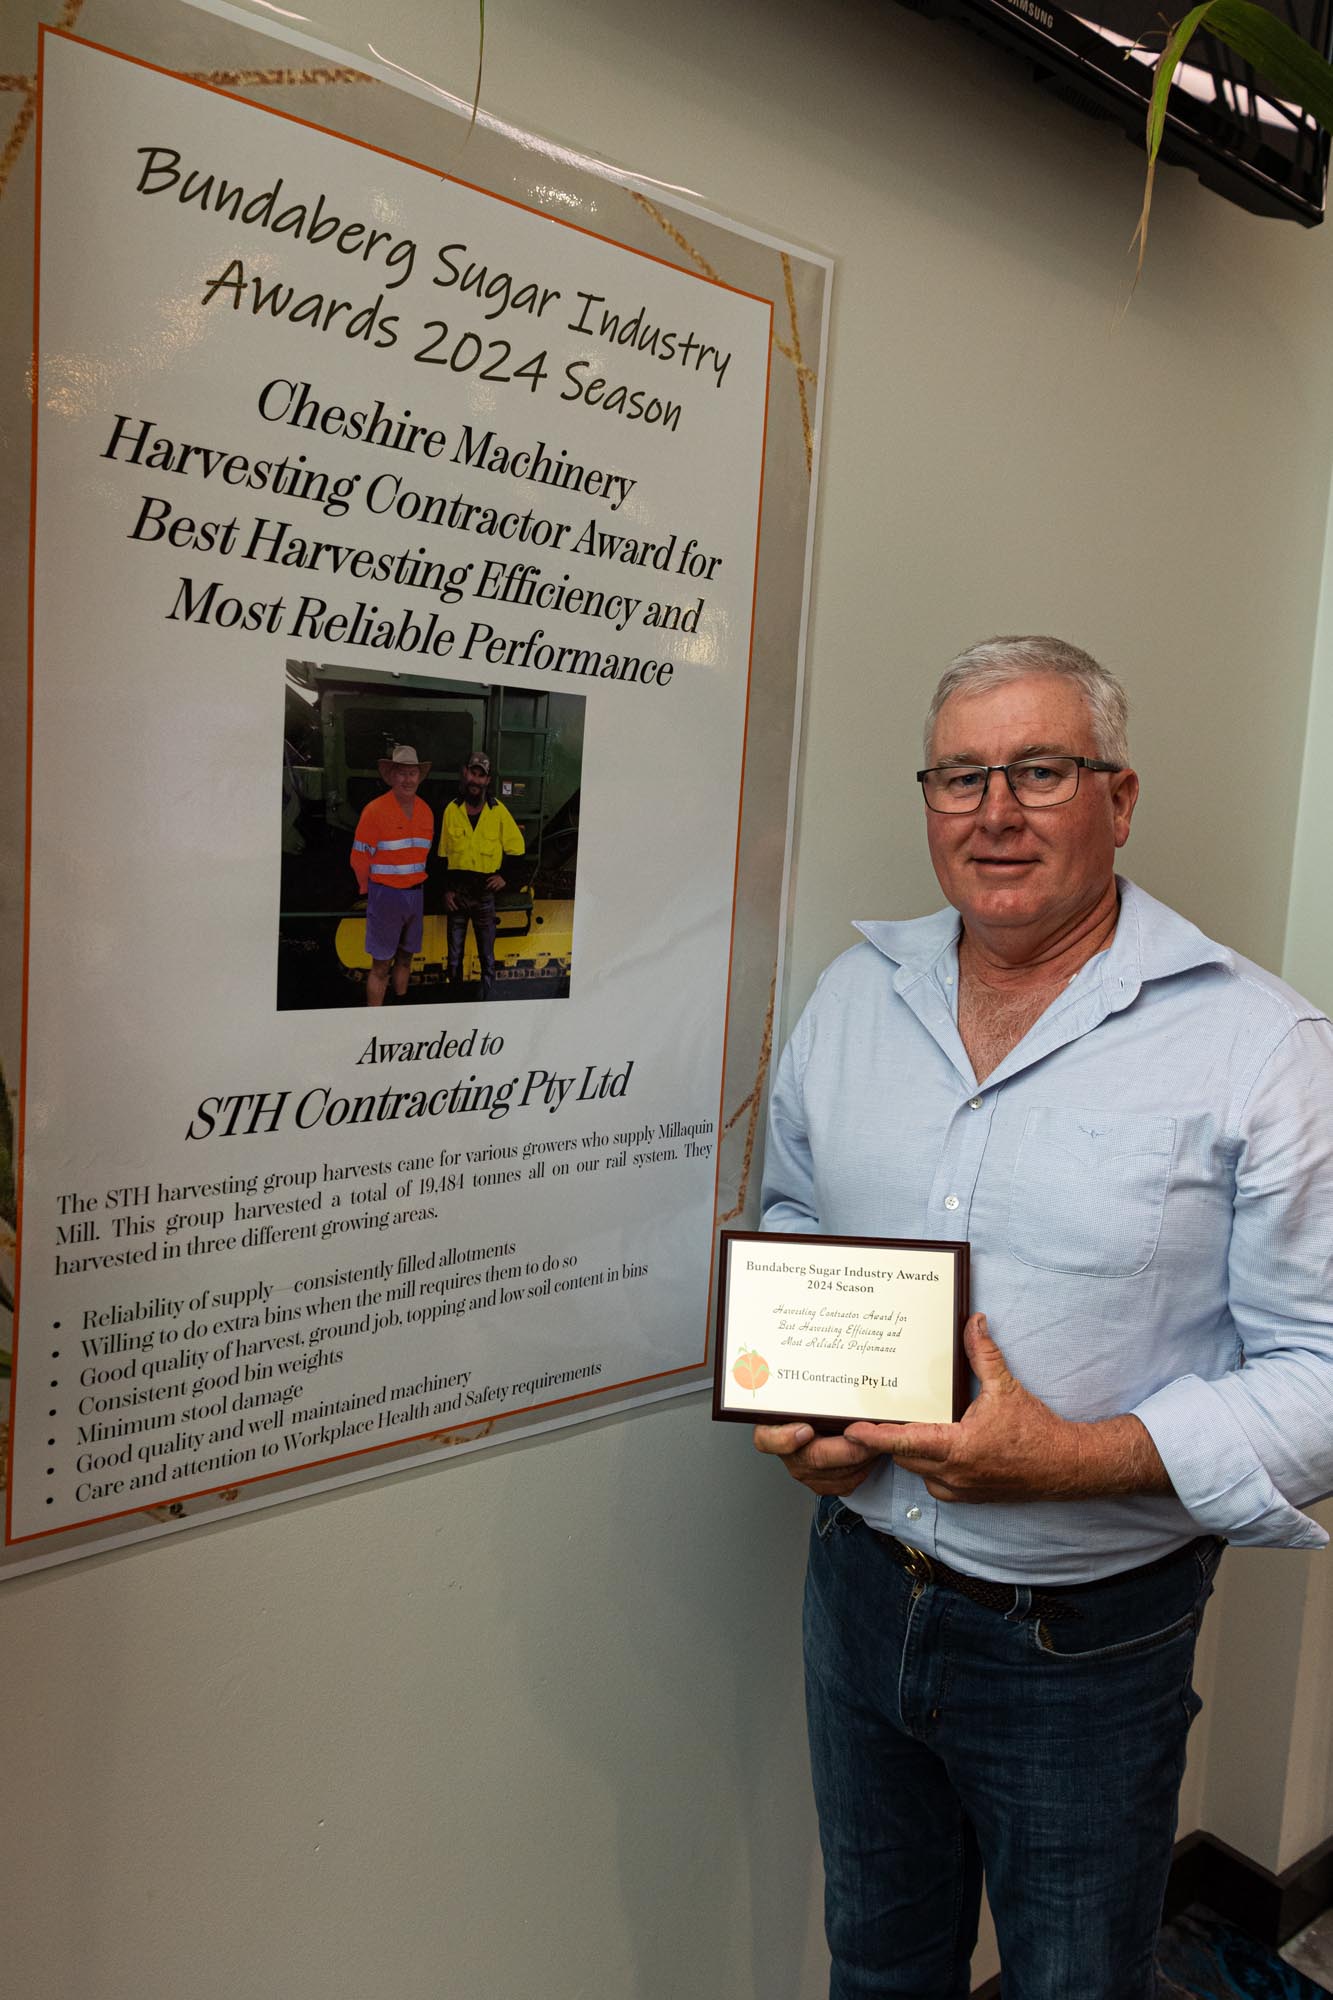 SAMSUNG
Bundaberg Sugar Industry
Awards 2024 Season
Cheshire Machinery
Harvesting Contractor Award for
Best Harvesting Efficiency and
Most Reliable Performance
Awarded to
STH Contracting Pty Ltd
The STH harvesting group harvests cane for various growers who supply Millaquin
Mill. This group harvested a total of 19,484 tonnes all on our rail system. They
harvested in three different growing areas.
• Reliability of supply—consistently filled allotments
• Willing to do extra bins when the mill requires them to do so
• Good quality of harvest, ground job, topping and low soil content in bins
• Consistent good bin weights
• Minimum stool damage
• Good quality and well maintained machinery
• Care and attention to Workplace Health and Safety requirements
Bundaberg Sugar Industry Awards
2024 Season
Harvesting Contractor Award for
Best Harvesting Efficiency and
Most Reliable Performance
STH Contracting Pty Ltd